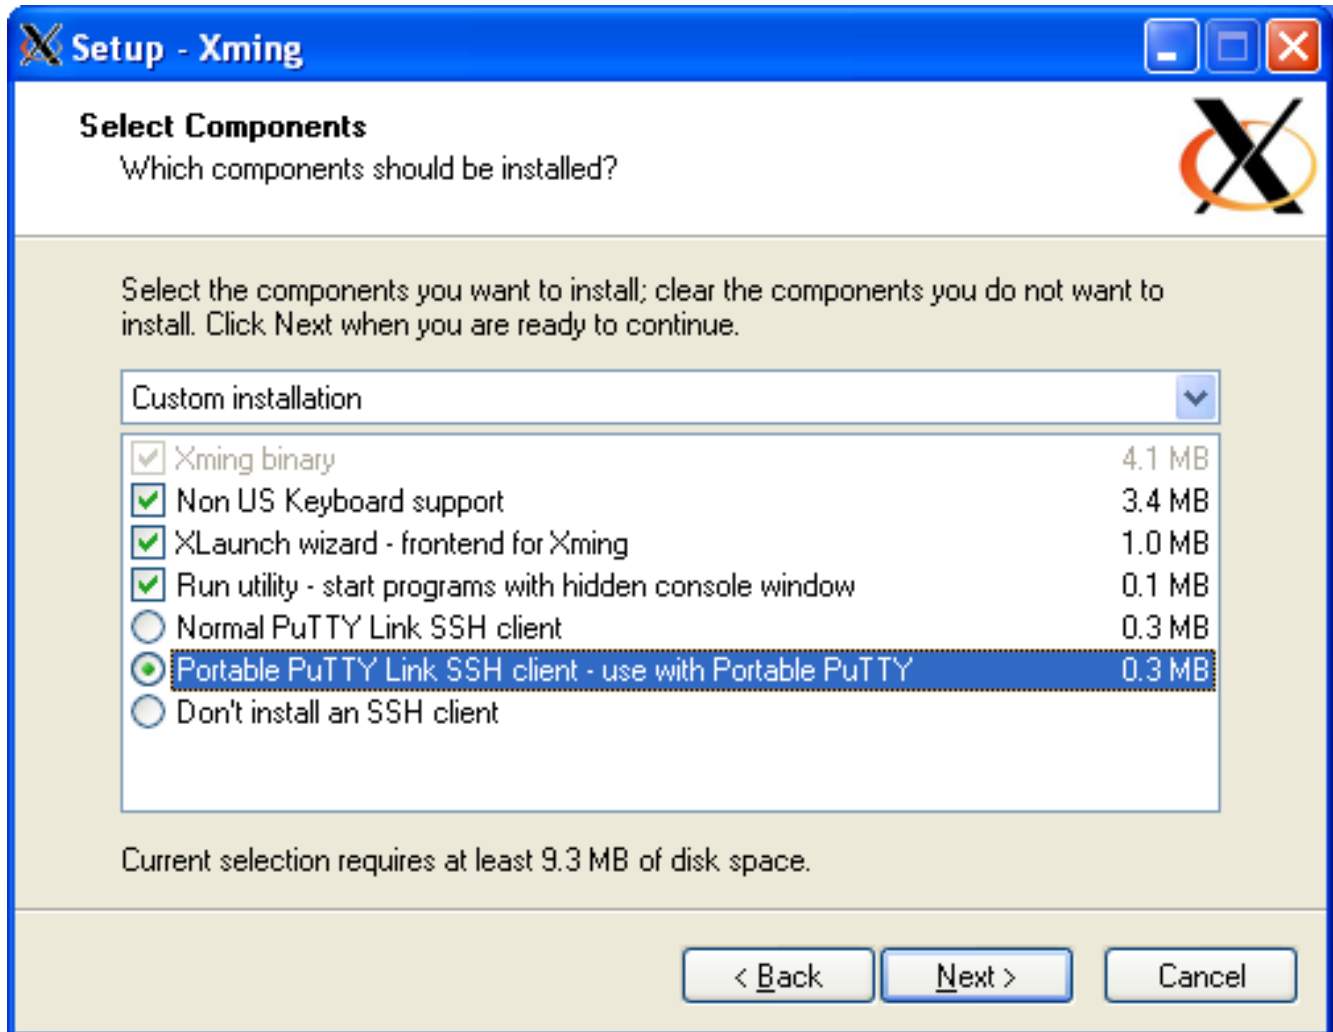 Setup - Xming
Select Components
Which components should be installed?
Select the components you want to install; clear the components you do not want to
install. Click Next when you are ready to continue.
Custom installation
Xming binary 4.1 MB
Non US Keyboard support 3.4 MB
XLaunch wizard - frontend for Xming 1.0 MB
Run utility - start programs with hidden console window 0.1 MB
Normal PuTTY Link SSH client 0.3 MB
Portable PuTTY Link SSH client - use with Portable PuTTY 0.3 MB
Don't install an SSH client
Current selection requires at least 9.3 MB of disk space.
< Back Next > Cancel